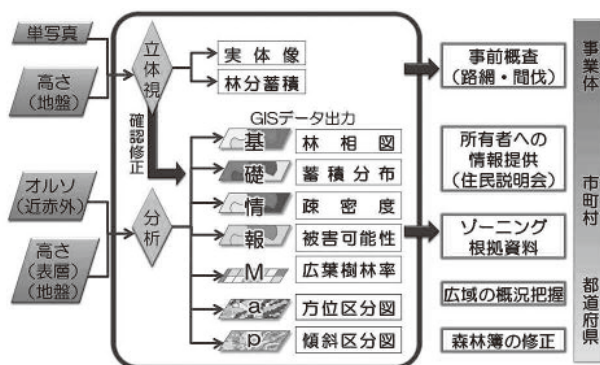 単写真
高さ
(地盤)
オルソ
(近赤外)
高さ
(表層)
(地盤)
立体視
確認修正
分析
実体像
林分蓄積
GISデータ出力
基 林相図
礎 蓄積分布
情 疎密度
報 被害可能性
M 広葉樹林率
a 方位区分図
p 傾斜区分図
事前概査
(路網・間伐)
所有者への
情報提供
(住民説明会)
ゾーニング
根拠資料
広域の概況把握
森林簿の修正
事業体
市町村
都道府県